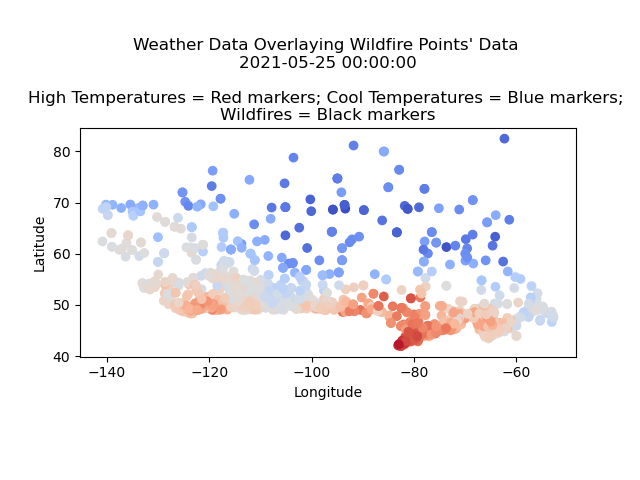 Weather Data Overlaying Wildfire Points' Data
2021-05-25 00:00:00
High Temperatures = Red markers; Cool Temperatures = Blue markers;
Wildfires = Black markers
80
70
60
50
40
Latitude
−140
−120
−100
−80
−60
Longitude